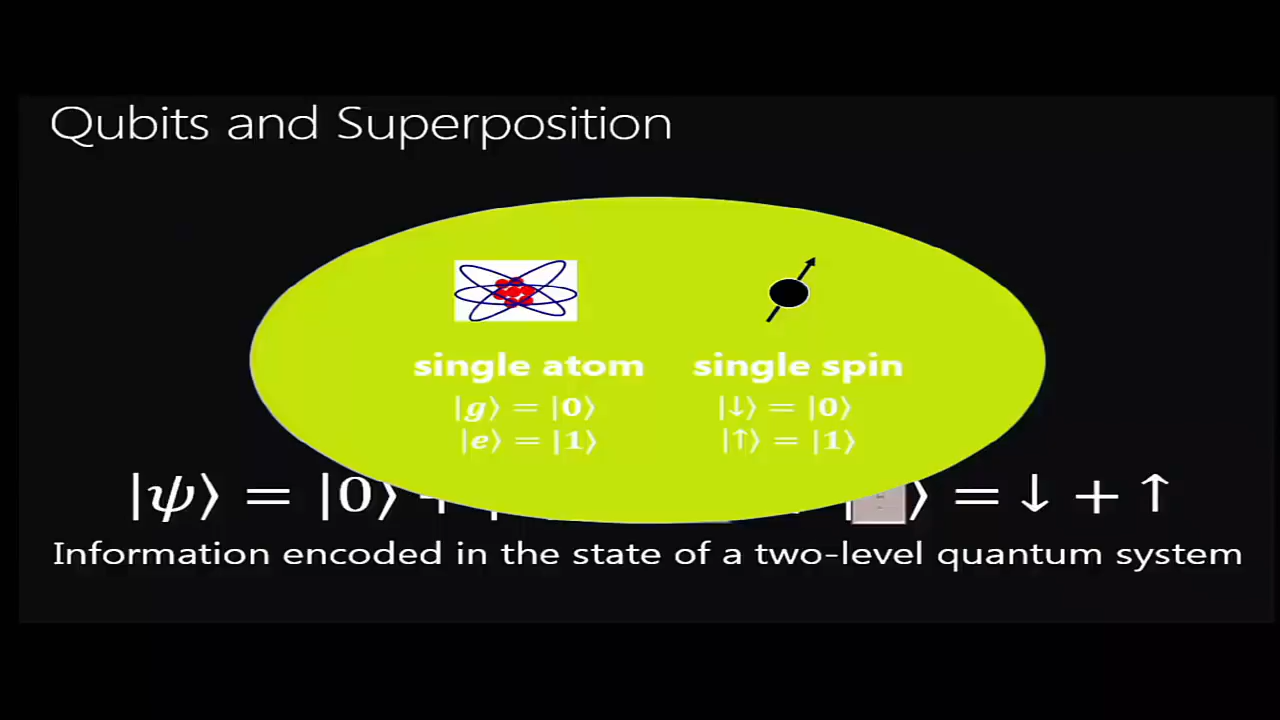 Qubits and Superposition
single atom single spin
|g⟩ = |0⟩ |↓⟩ = |0⟩
|e⟩ = |1⟩ |↑⟩ = |1⟩
|ψ⟩ = |0⟩ + ⟩ = ↓ + ↑
Information encoded in the state of a two-level quantum system